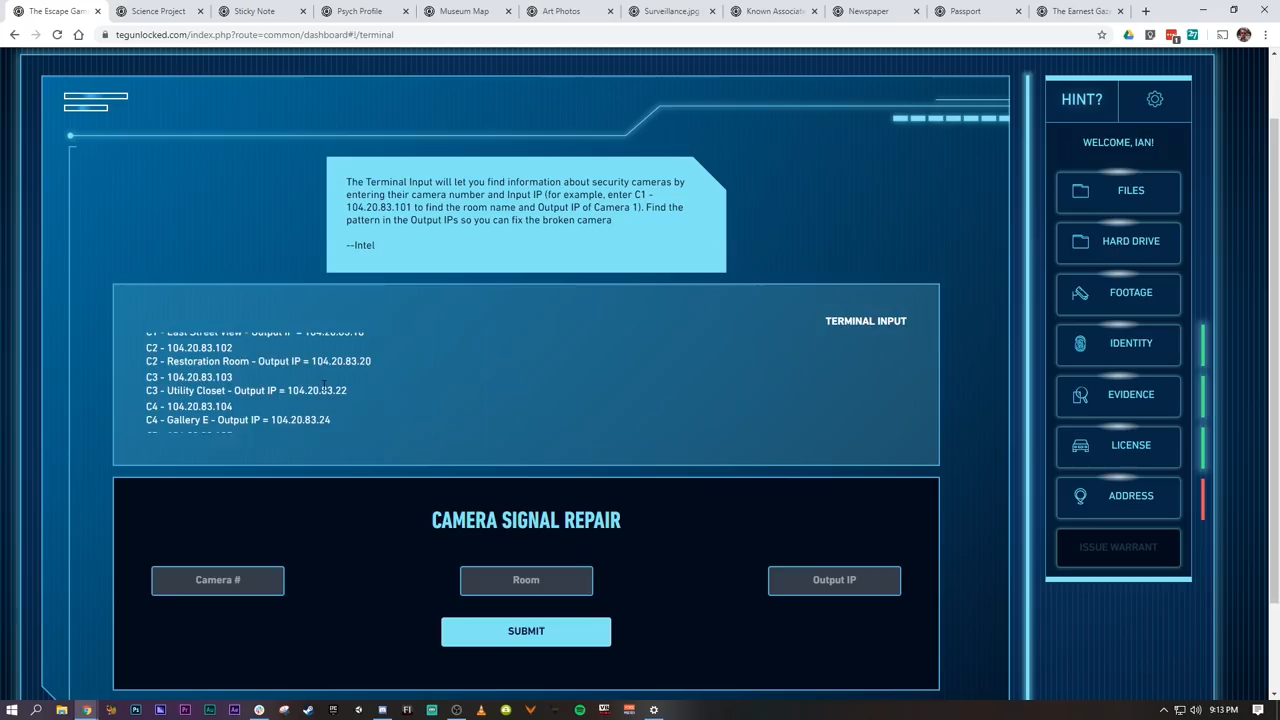 The Escape Game
Science Project
Sticky Note
Psych Profile
Museum Map
Art Photos
Surveillance.jpg
Known Associate
Newspaper
Passport
The Earnest Gaze
tegunlocked.com/index.php?route=common/dashboard#!/terminal
The Terminal Input will let you find information about security cameras by
entering their camera number and Input IP (for example, enter C1 -
104.20.83.101 to find the room name and Output IP of Camera 1). Find the
pattern in the Output IPs so you can fix the broken camera
--Intel
TERMINAL INPUT
C2 - 104.20.83.102
C2 - Restoration Room - Output IP = 104.20.83.20
C3 - 104.20.83.103
C3 - Utility Closet - Output IP = 104.20.83.22
C4 - 104.20.83.104
C4 - Gallery E - Output IP = 104.20.83.24
CAMERA SIGNAL REPAIR
Camera #
Room
Output IP
SUBMIT
HINT?
WELCOME, IAN!
FILES
HARD DRIVE
FOOTAGE
IDENTITY
EVIDENCE
LICENSE
ADDRESS
ISSUE WARRANT
9:13 PM